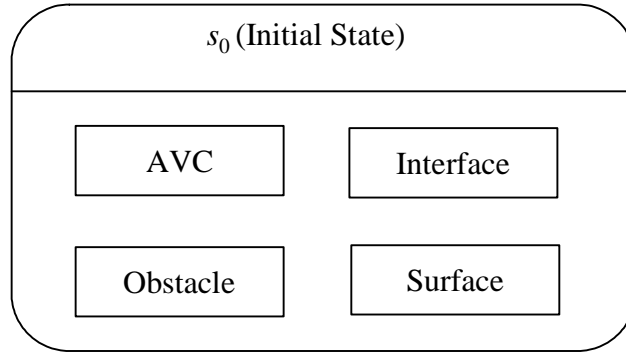 s₀ (Initial State)
AVC
Interface
Obstacle
Surface